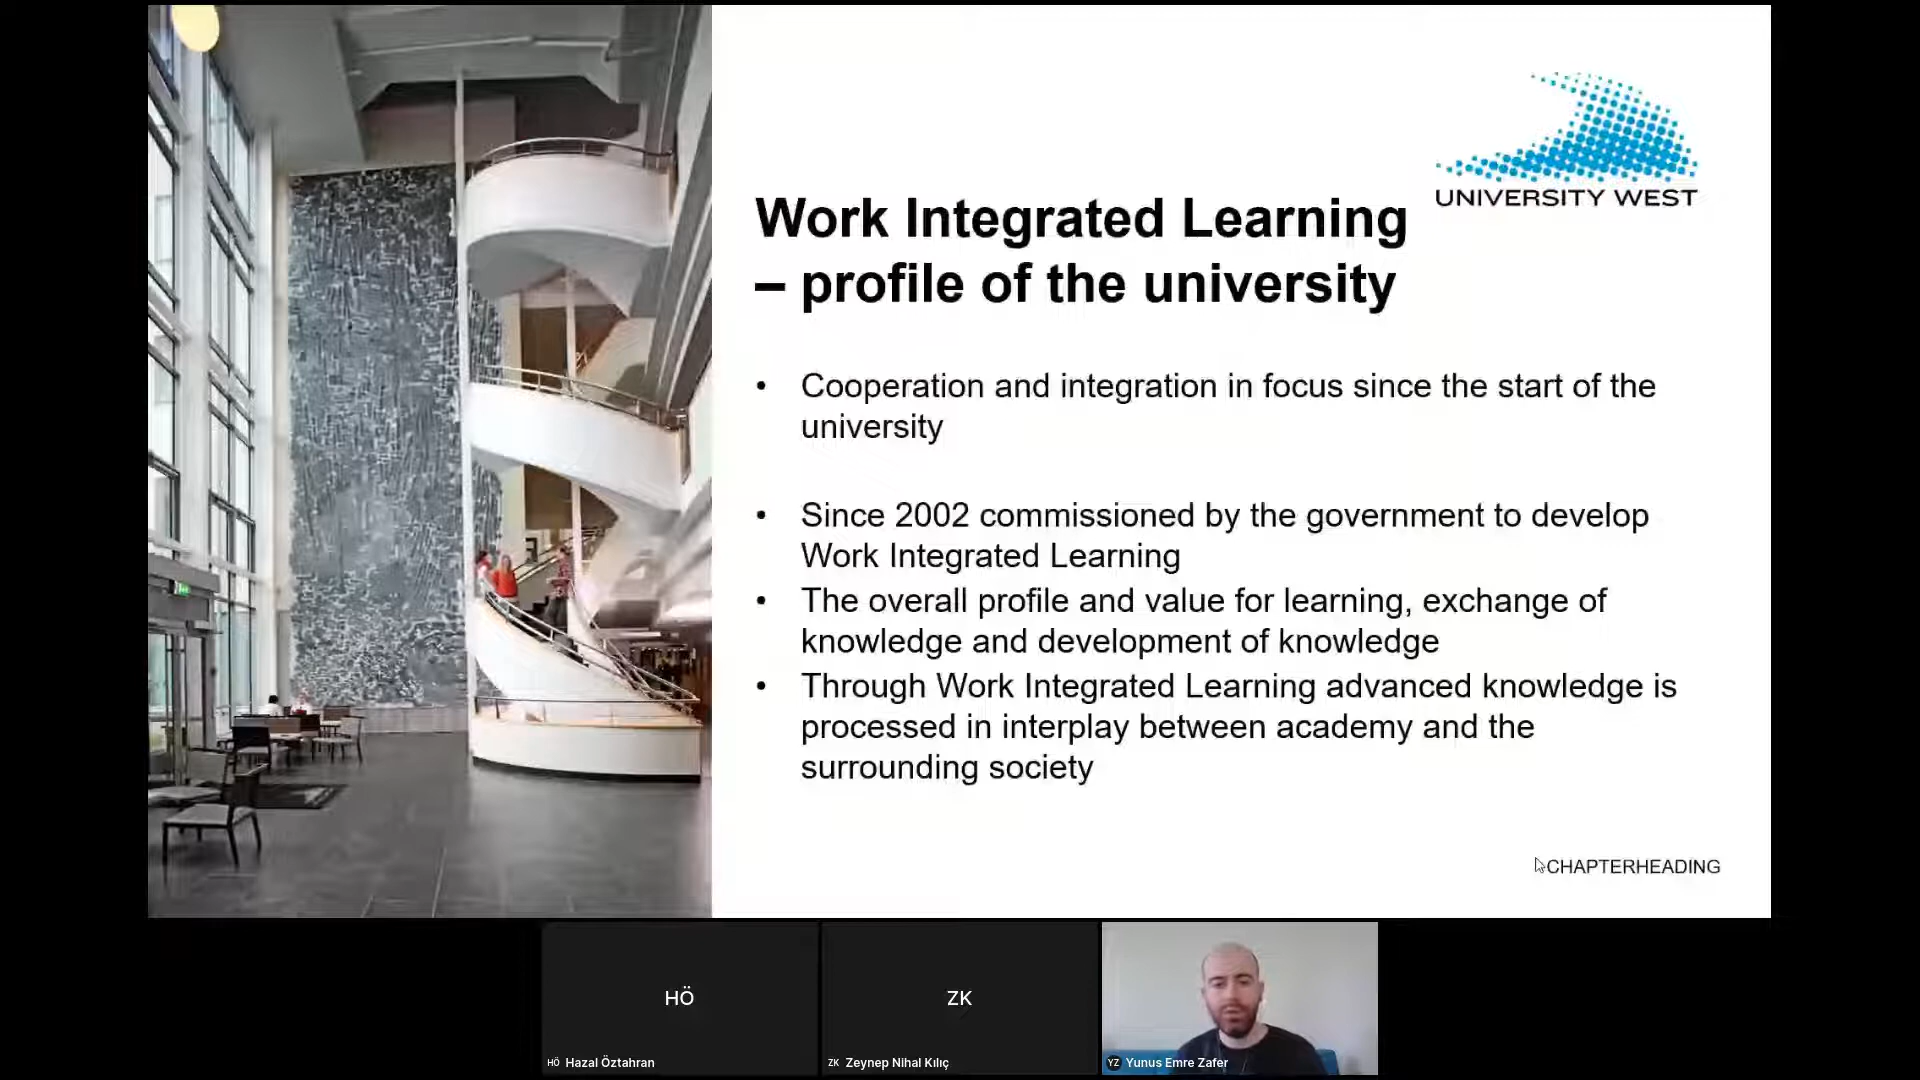 UNIVERSITY WEST
Work Integrated Learning
– profile of the university
• Cooperation and integration in focus since the start of the
university
• Since 2002 commissioned by the government to develop
Work Integrated Learning
• The overall profile and value for learning, exchange of
knowledge and development of knowledge
• Through Work Integrated Learning advanced knowledge is
processed in interplay between academy and the
surrounding society
CHAPTERHEADING
HÖ
HÖ Hazal Öztahran
ZK
ZK Zeynep Nihal Kılıç
YZ Yunus Emre Zafer